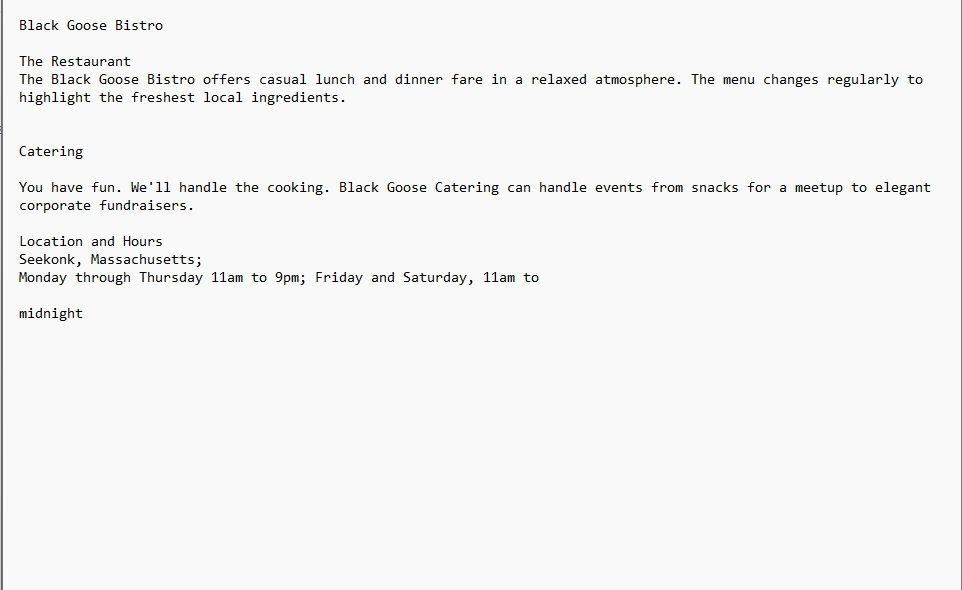 Black Goose Bistro
The Restaurant
The Black Goose Bistro offers casual lunch and dinner fare in a relaxed atmosphere. The menu changes regularly to
highlight the freshest local ingredients.
Catering
You have fun. We'll handle the cooking. Black Goose Catering can handle events from snacks for a meetup to elegant
corporate fundraisers.
Location and Hours
Seekonk, Massachusetts;
Monday through Thursday 11am to 9pm; Friday and Saturday, 11am to
midnight